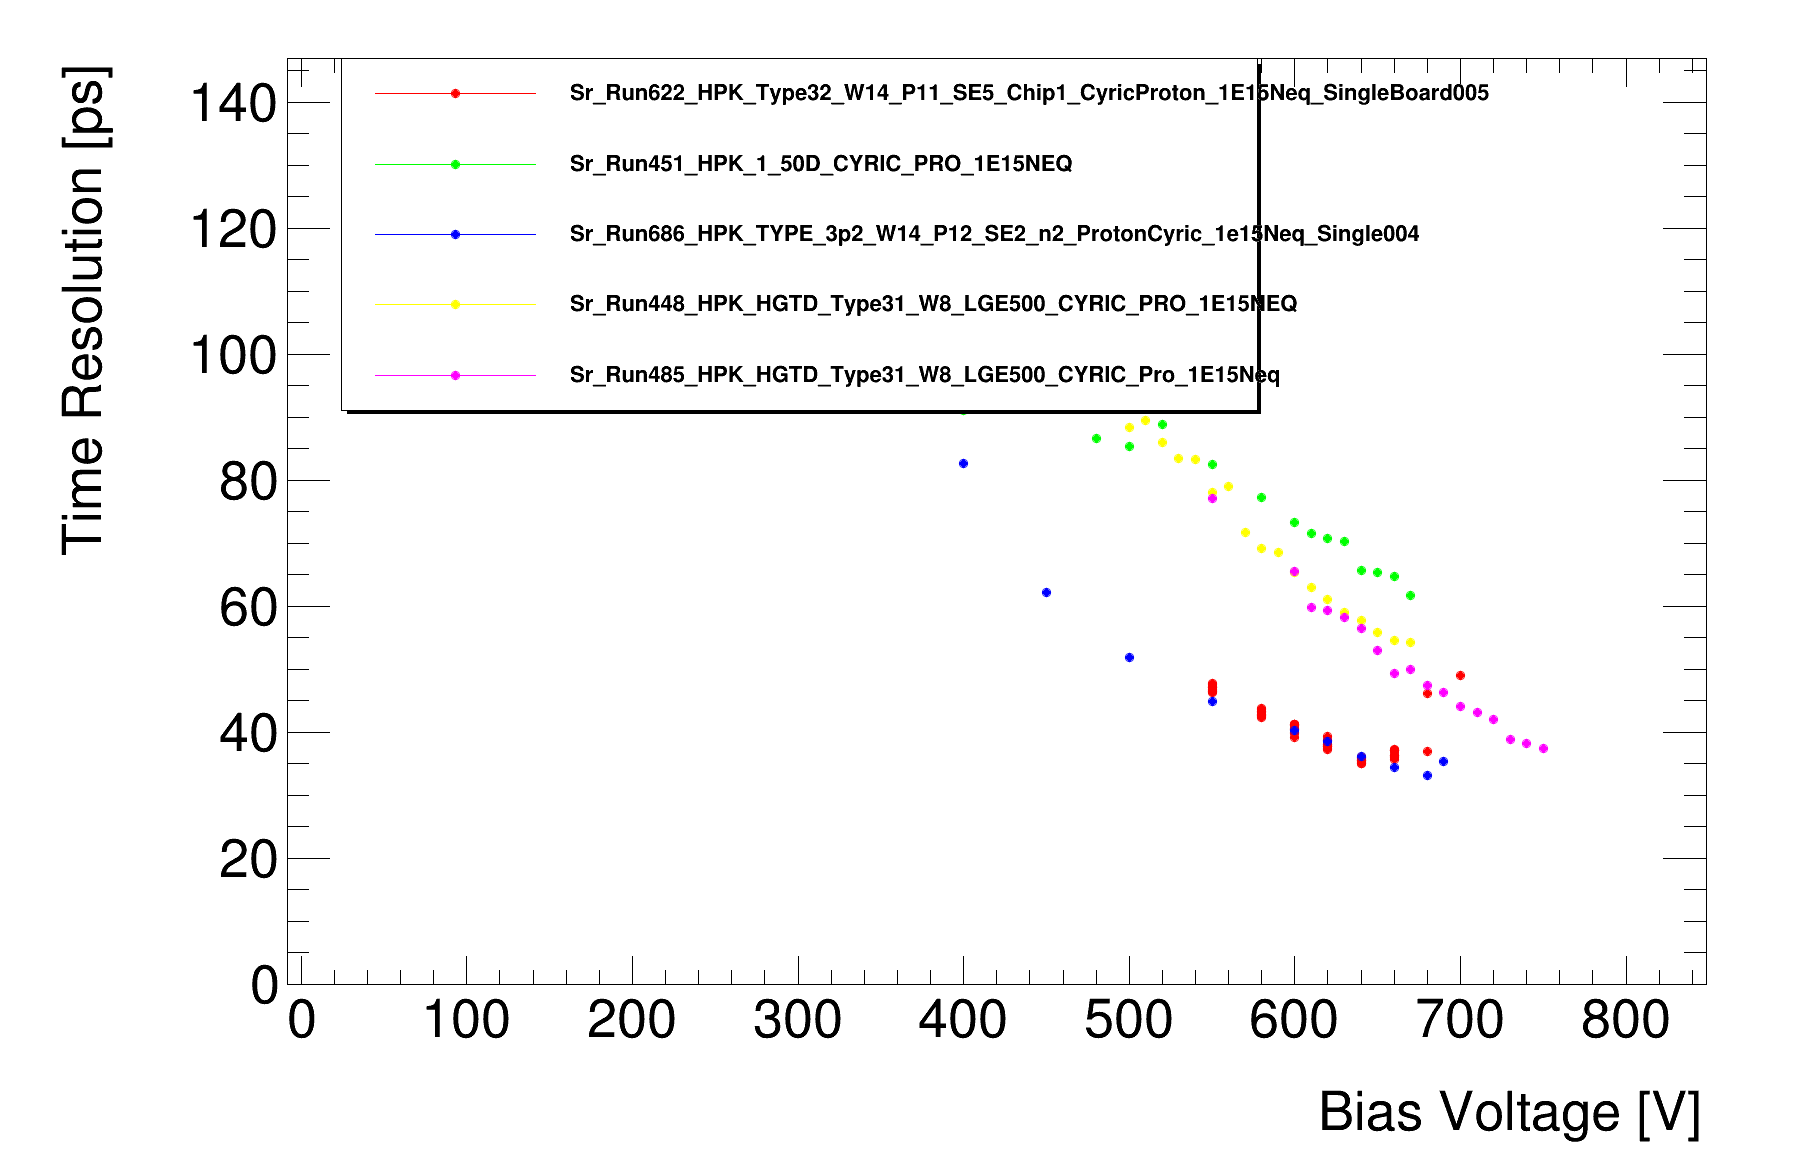 Time Resolution [ps]
140
120
100
80
60
40
20
0
Sr_Run622_HPK_Type32_W14_P11_SE5_Chip1_CyricProton_1E15Neq_SingleBoard005
Sr_Run451_HPK_1_50D_CYRIC_PRO_1E15NEQ
Sr_Run686_HPK_TYPE_3p2_W14_P12_SE2_n2_ProtonCyric_1e15Neq_Single004
Sr_Run448_HPK_HGTD_Type31_W8_LGE500_CYRIC_PRO_1E15NEQ
Sr_Run485_HPK_HGTD_Type31_W8_LGE500_CYRIC_Pro_1E15Neq
0 100 200 300 400 500 600 700 800
Bias Voltage [V]